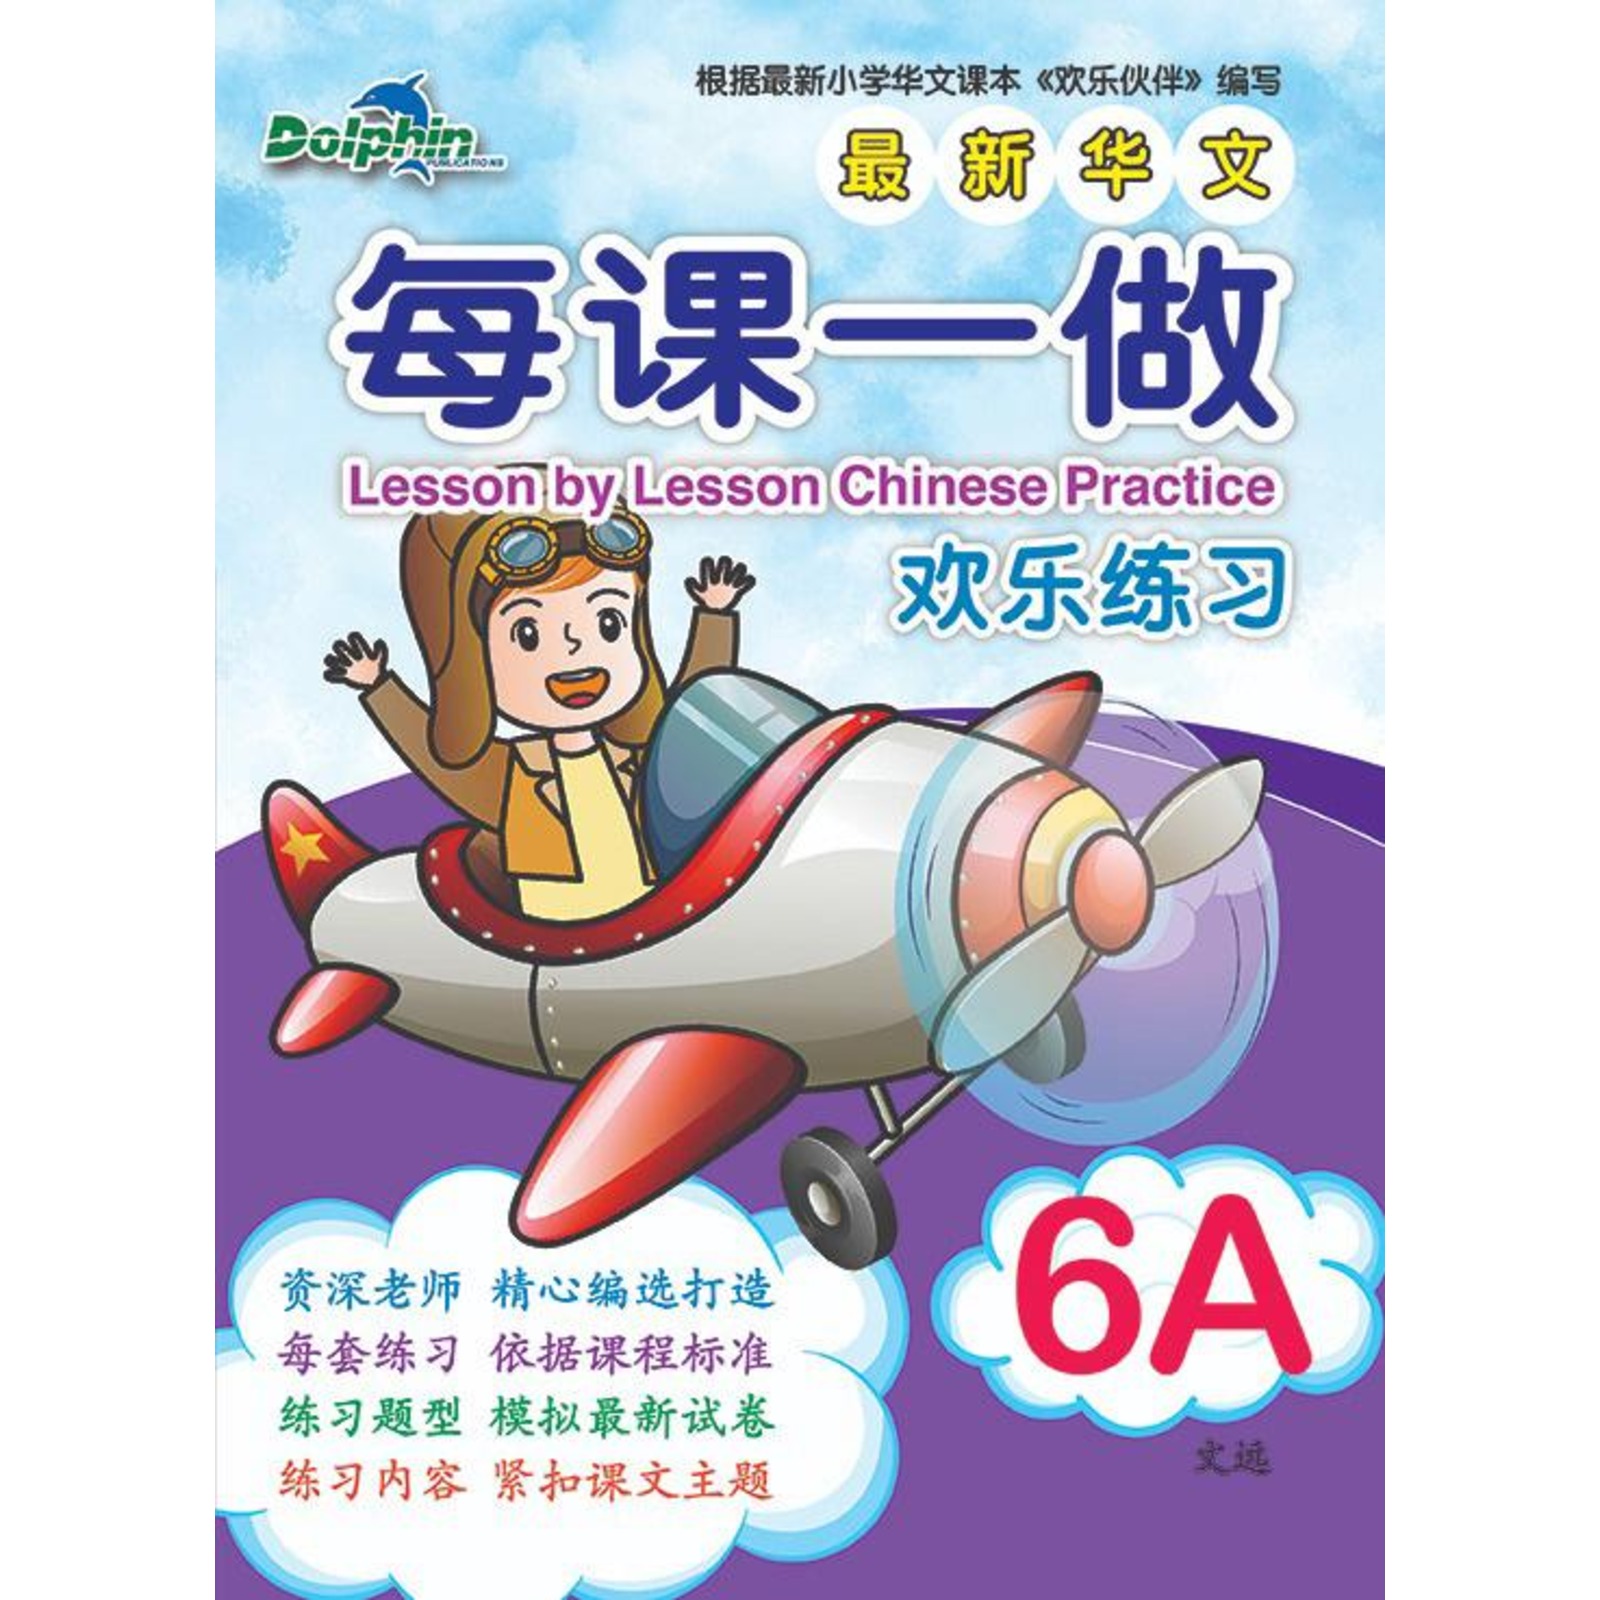 根据最新小学华文课本《欢乐伙伴》编写
Dolphin
PUBLICATIONS
最新华文
每课一做
Lesson by Lesson Chinese Practice
欢乐练习
资深老师 精心编选打造
每套练习 依据课程标准
练习题型 模拟最新试卷
练习内容 紧扣课文主题
6A
文远